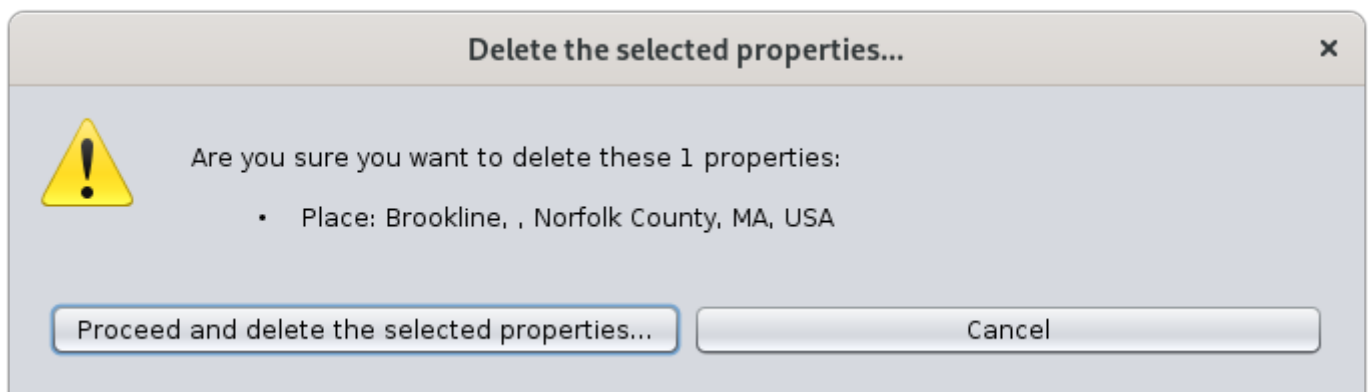 Delete the selected properties...
Are you sure you want to delete these 1 properties:
• Place: Brookline, , Norfolk County, MA, USA
Proceed and delete the selected properties...
Cancel